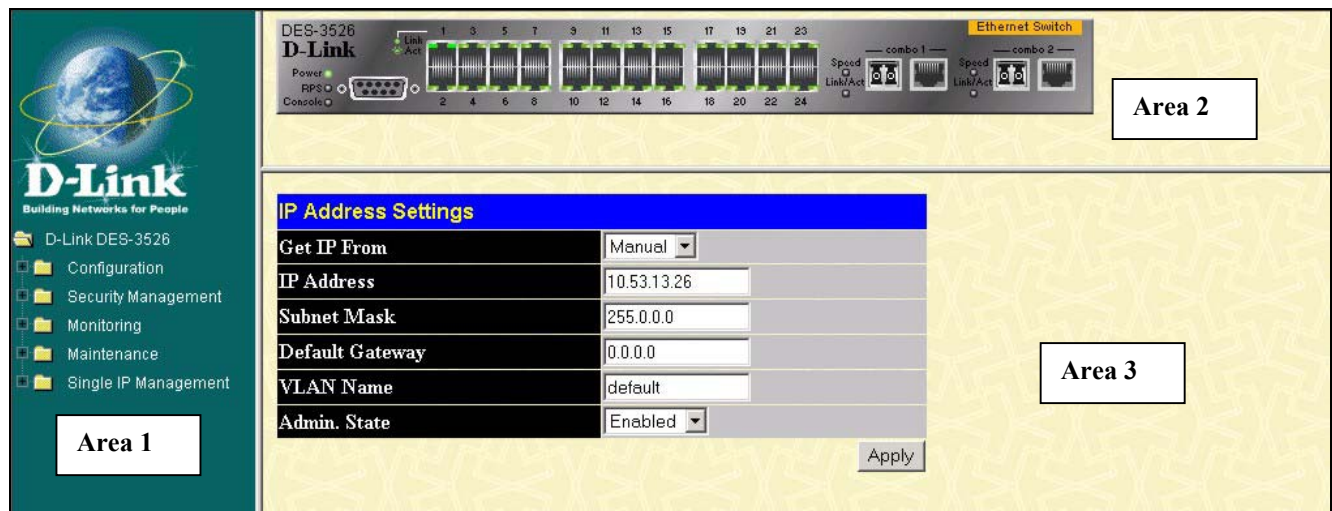 D-Link
Building Networks for People
D-Link DES-3526
Configuration
Security Management
Monitoring
Maintenance
Single IP Management
Area 1
DES-3526
D-Link
Power
RPS
Console
Link
Act
1 3 5 7 9 11 13 15 17 19 21 23
2 4 6 8 10 12 14 16 18 20 22 24
Ethernet Switch
combo 1
combo 2
Speed
Link/Act
Speed
Link/Act
Area 2
IP Address Settings
Get IP From Manual
IP Address 10.53.13.26
Subnet Mask 255.0.0.0
Default Gateway 0.0.0.0
VLAN Name default
Admin. State Enabled
Apply
Area 3